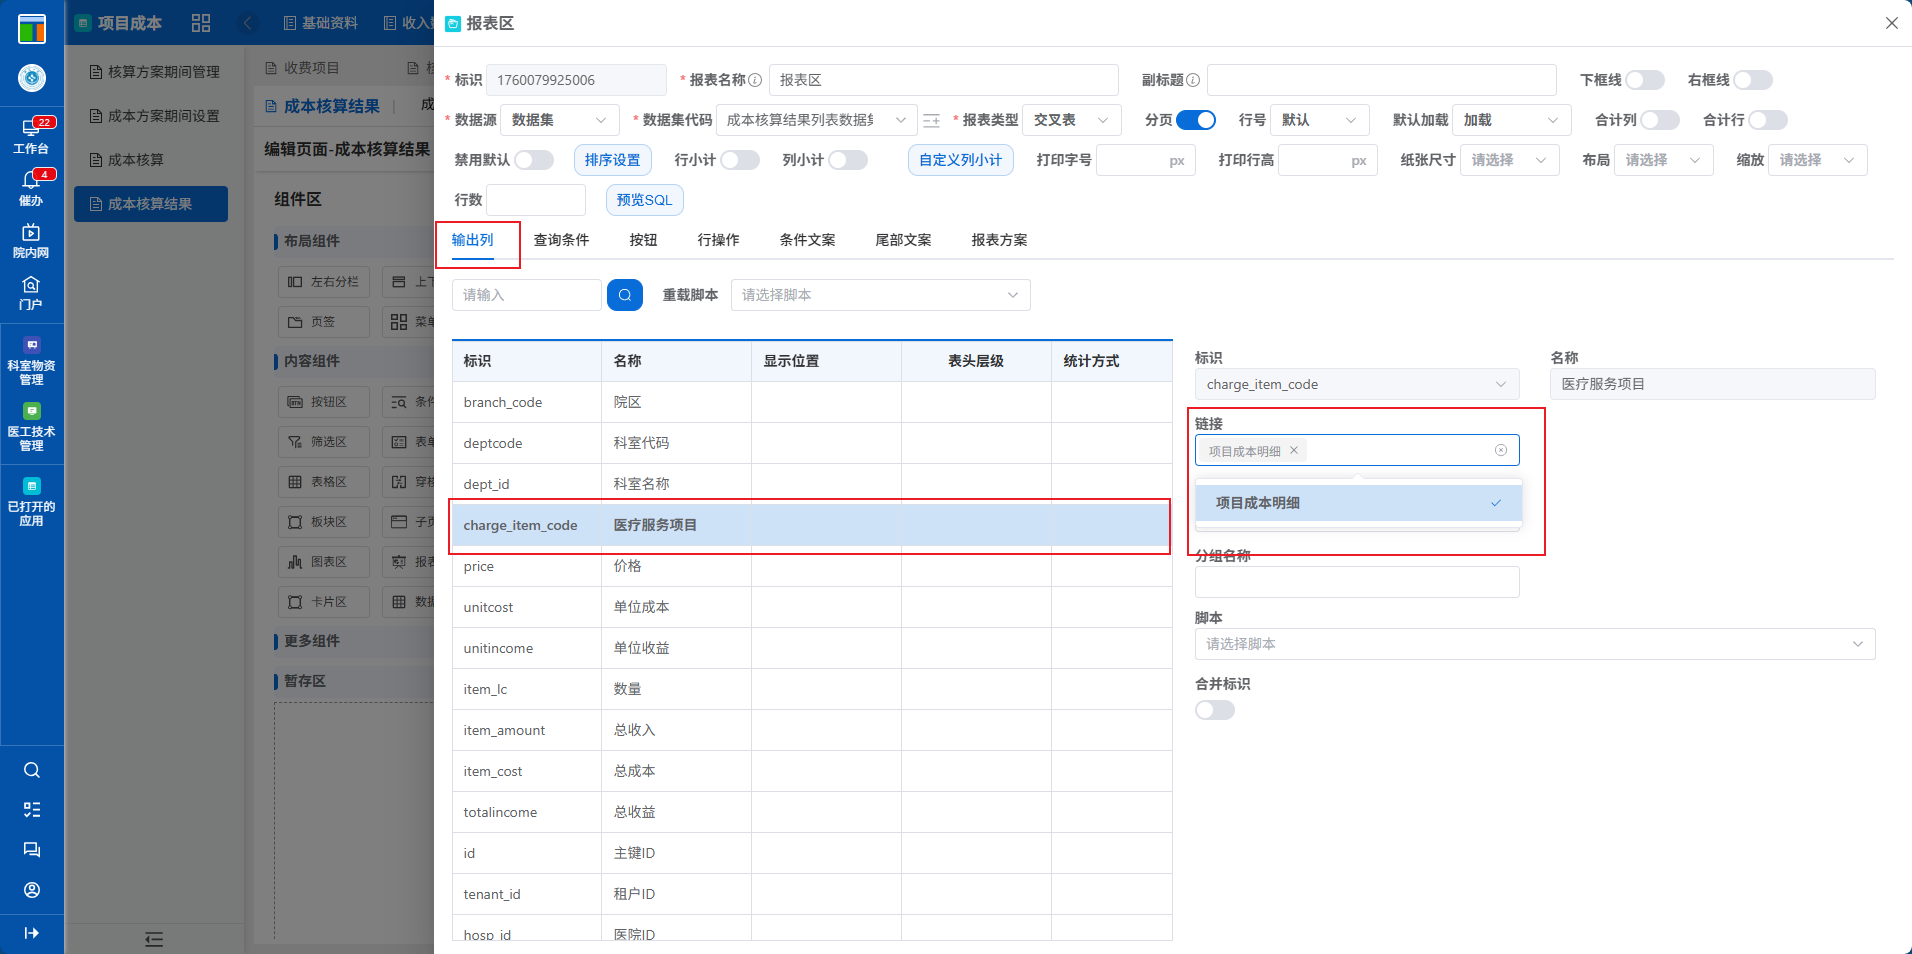 项目成本
基础资料
收入
报表区
22
工作台
4
催办
院内网
门户
科室物资
管理
医工技术
管理
已打开的
应用
核算方案期间管理
成本方案期间设置
成本核算
成本核算结果
收费项目
成本核算结果
成
编辑页面-成本核算结果
组件区
布局组件
左右分栏
上下
页签
菜单
内容组件
按钮区
条件
筛选区
表单
表格区
穿梭
板块区
子页
图表区
报表
卡片区
数据
更多组件
暂存区
* 标识 1760079925006 * 报表名称 报表区 副标题 下框线 右框线
* 数据源 数据集 * 数据集代码 成本核算结果列表数据集 * 报表类型 交叉表 分页 行号 默认 默认加载 加载 合计列 合计行
禁用默认 排序设置 行小计 列小计 自定义列小计 打印字号 px 打印行高 px 纸张尺寸 请选择 布局 请选择 缩放 请选择
行数 预览SQL
输出列 查询条件 按钮 行操作 条件文案 尾部文案 报表方案
请输入 重载脚本 请选择脚本
标识 名称 显示位置 表头层级 统计方式
branch_code 院区
deptcode 科室代码
dept_id 科室名称
charge_item_code 医疗服务项目
price 价格
unitcost 单位成本
unitincome 单位收益
item_lc 数量
item_amount 总收入
item_cost 总成本
totalincome 总收益
id 主键ID
tenant_id 租户ID
hosp_id 医院ID
标识 名称
charge_item_code 医疗服务项目
链接
项目成本明细
项目成本明细
分组名称
脚本
请选择脚本
合并标识